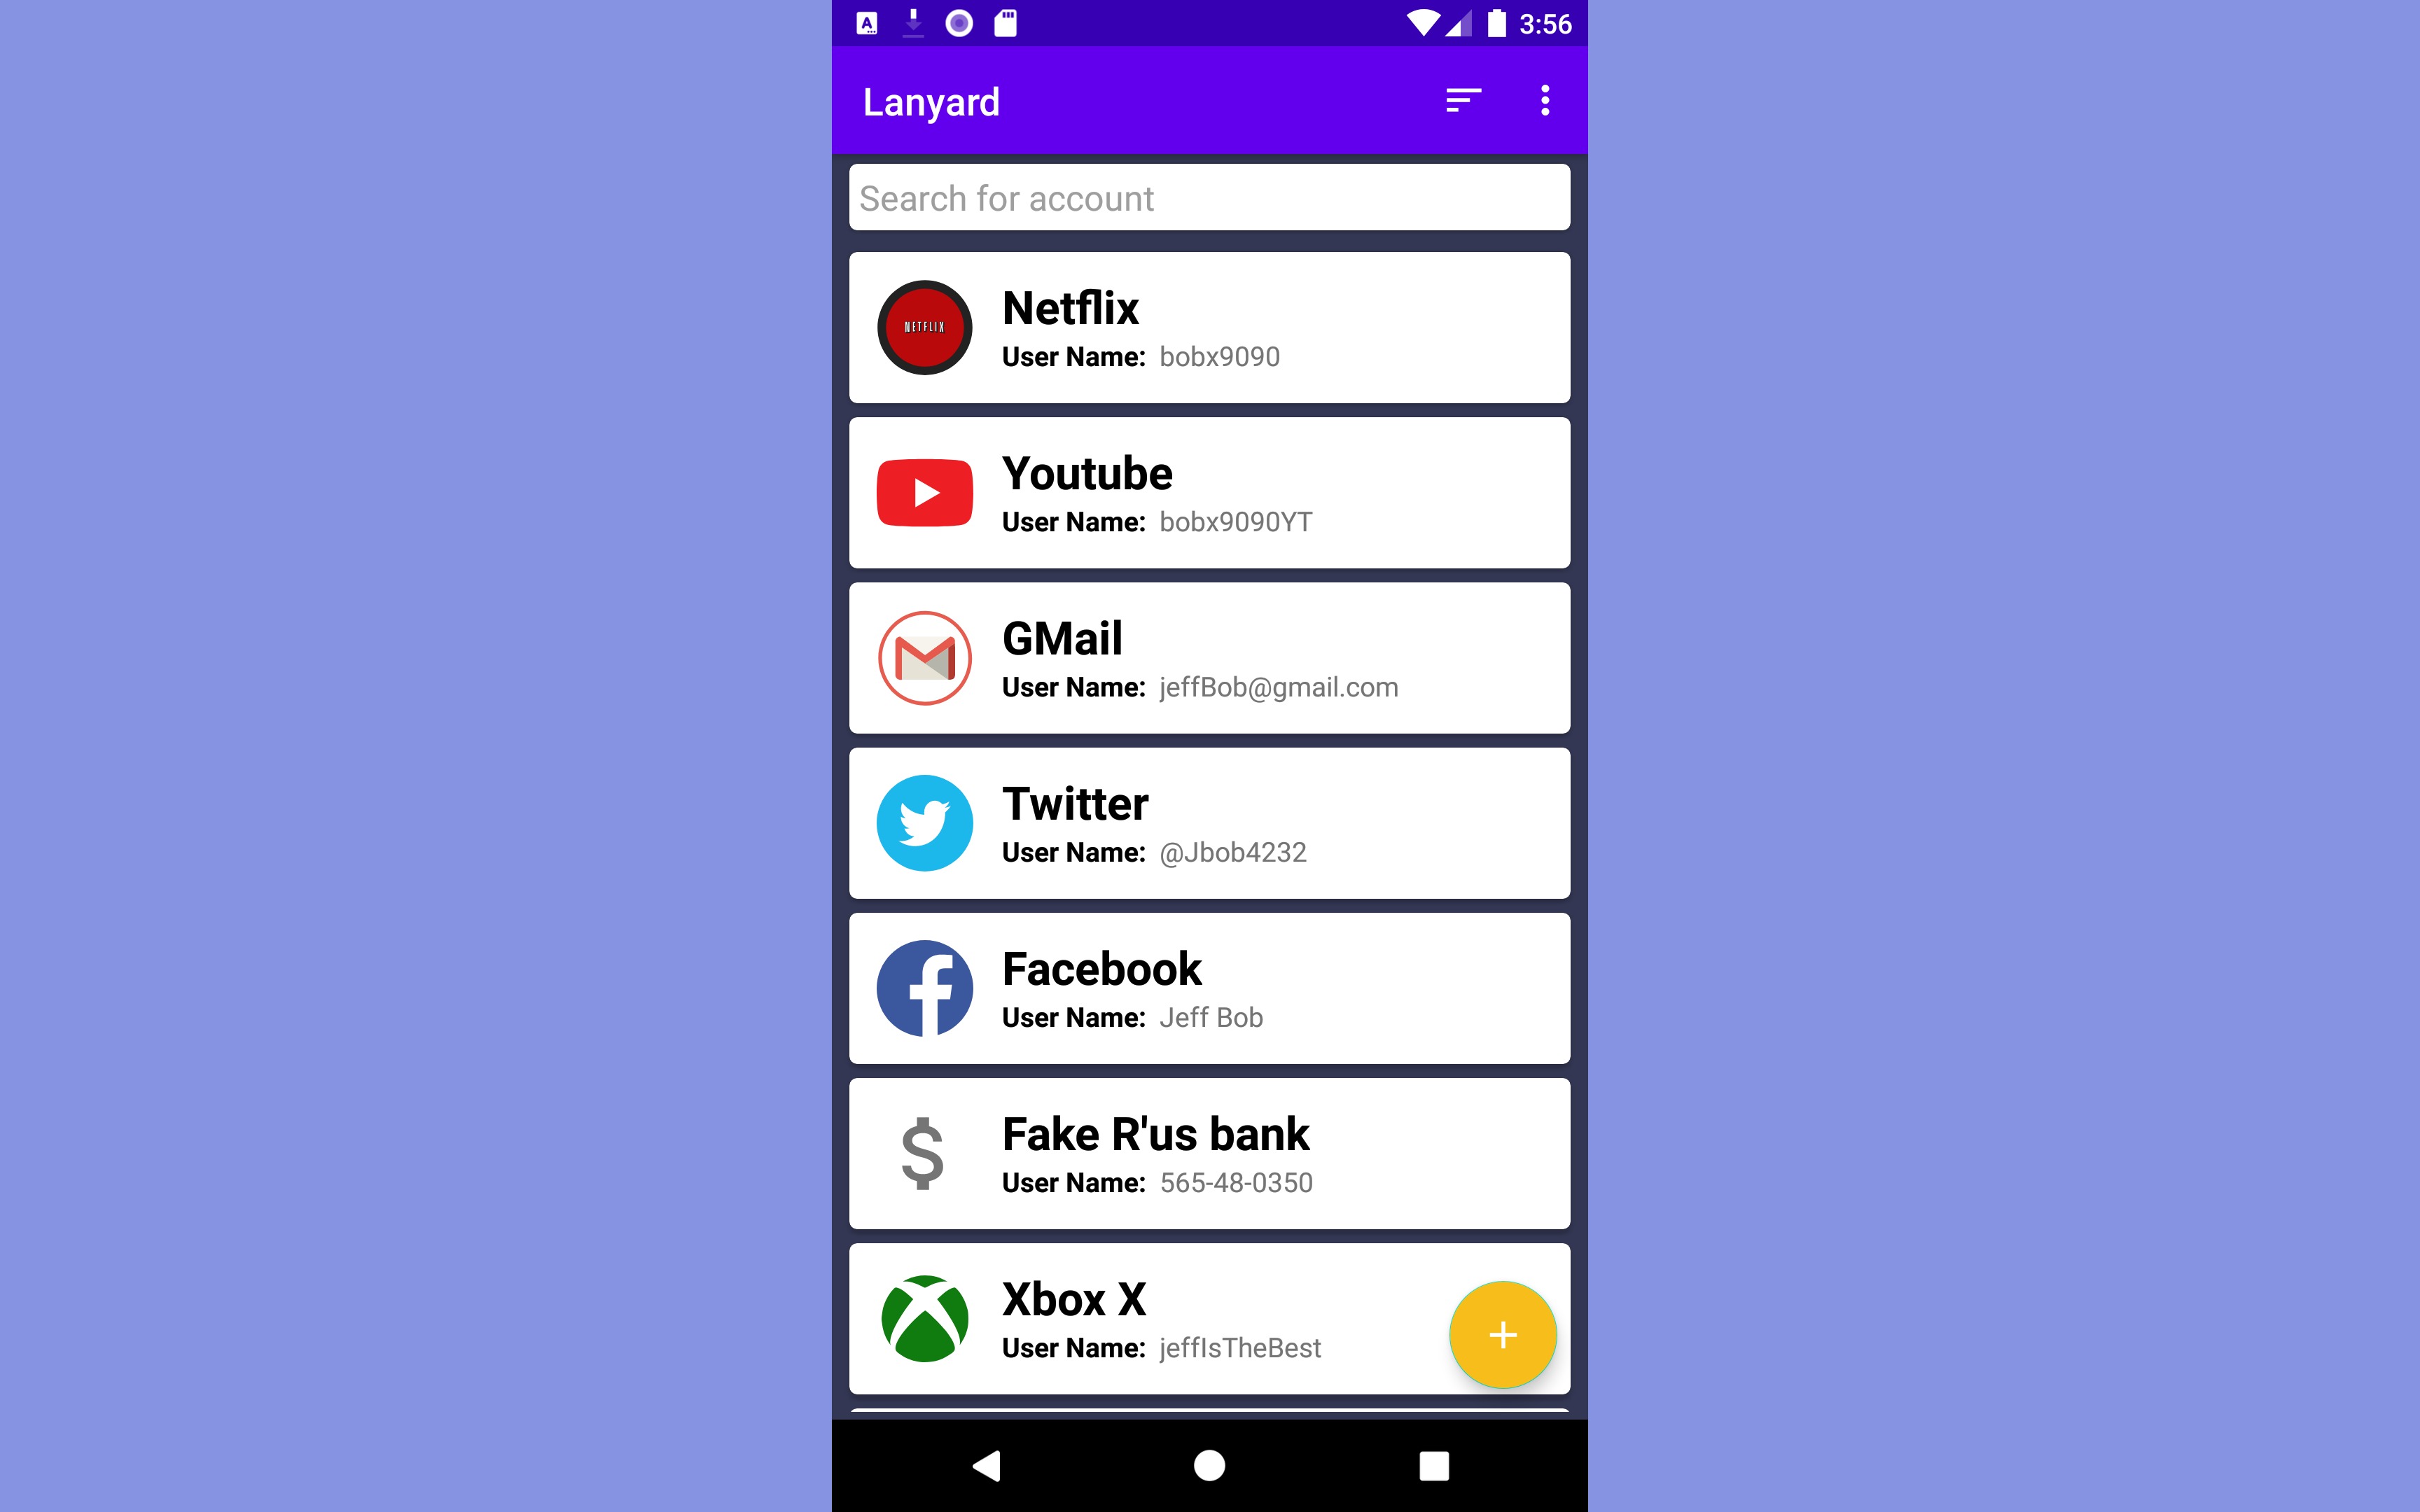 3:56
Lanyard
Search for account
NETFLIX
Netflix
User Name: bobx9090
Youtube
User Name: bobx9090YT
GMail
User Name: jeffBob@gmail.com
Twitter
User Name: @Jbob4232
Facebook
User Name: Jeff Bob
Fake R'us bank
User Name: 565-48-0350
Xbox X
User Name: jeffIsTheBest